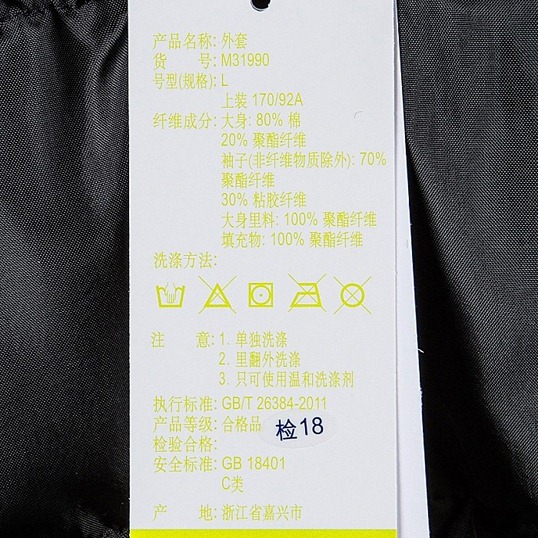 产品名称: 外套
货 号: M31990
号型(规格): L
上装 170/92A
纤维成分: 大身: 80% 棉
20% 聚酯纤维
袖子(非纤维物质除外): 70%
聚酯纤维
30% 粘胶纤维
大身里料: 100% 聚酯纤维
填充物: 100% 聚酯纤维
洗涤方法:
注 意: 1. 单独洗涤
2. 里翻外洗涤
3. 只可使用温和洗涤剂
执行标准: GB/T 26384-2011
产品等级: 合格品
检验合格: 检18
安全标准: GB 18401
C类
产 地: 浙江省嘉兴市